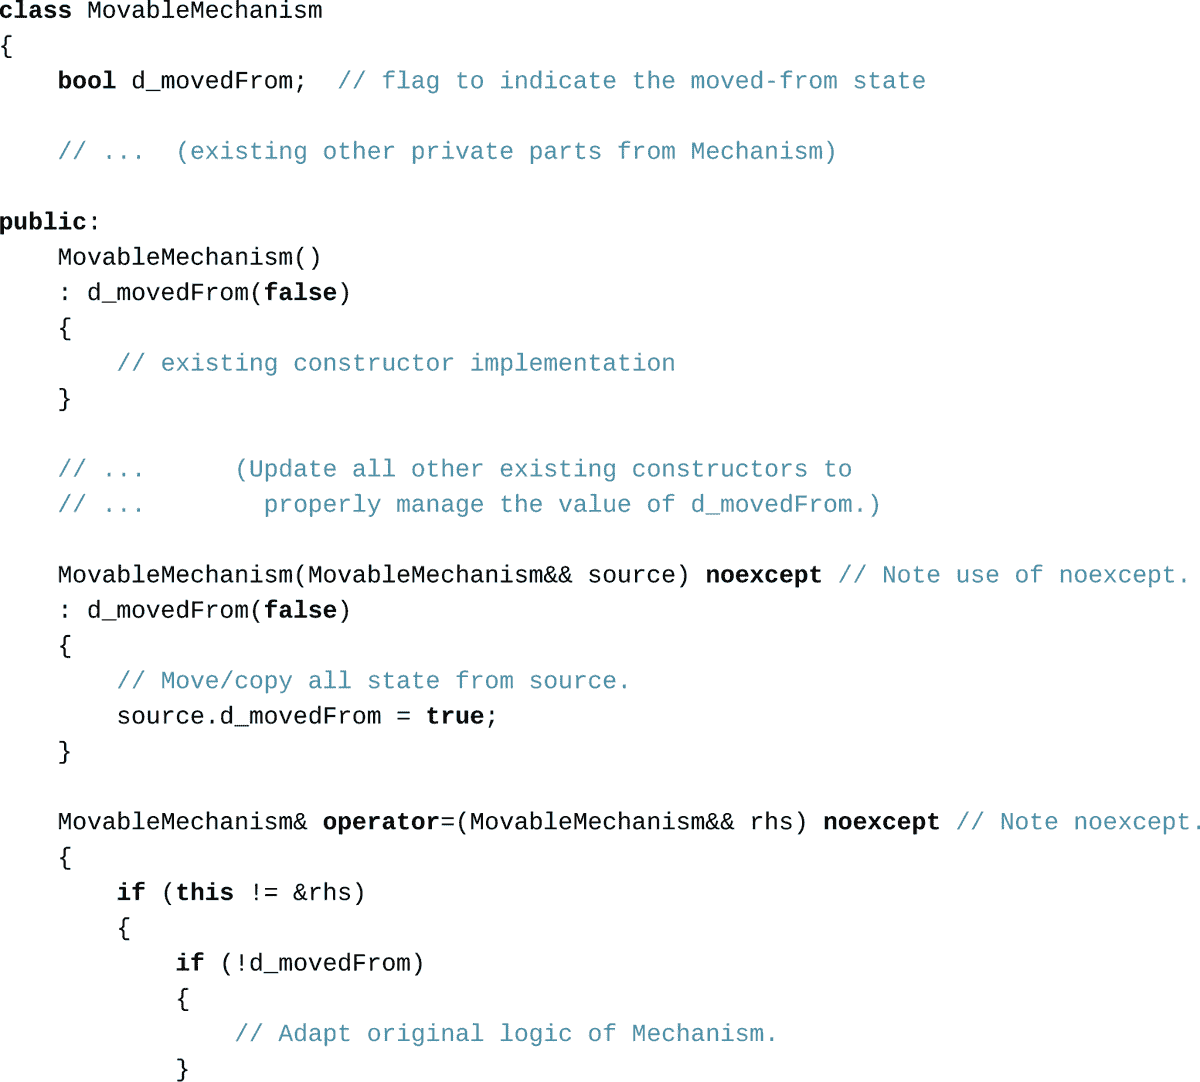 class MovableMechanism
{
    bool d_movedFrom;  // flag to indicate the moved-from state
    // ...  (existing other private parts from Mechanism)
public:
    MovableMechanism()
    : d_movedFrom(false)
    {
        // existing constructor implementation
    }
    // ...      (Update all other existing constructors to
    // ...        properly manage the value of d_movedFrom.)
    MovableMechanism(MovableMechanism&& source) noexcept // Note use of noexcept.
    : d_movedFrom(false)
    {
        // Move/copy all state from source.
        source.d_movedFrom = true;
    }
    MovableMechanism& operator=(MovableMechanism&& rhs) noexcept // Note noexcept.
    {
        if (this != &rhs)
        {
            if (!d_movedFrom)
            {
                // Adapt original logic of Mechanism.
            }